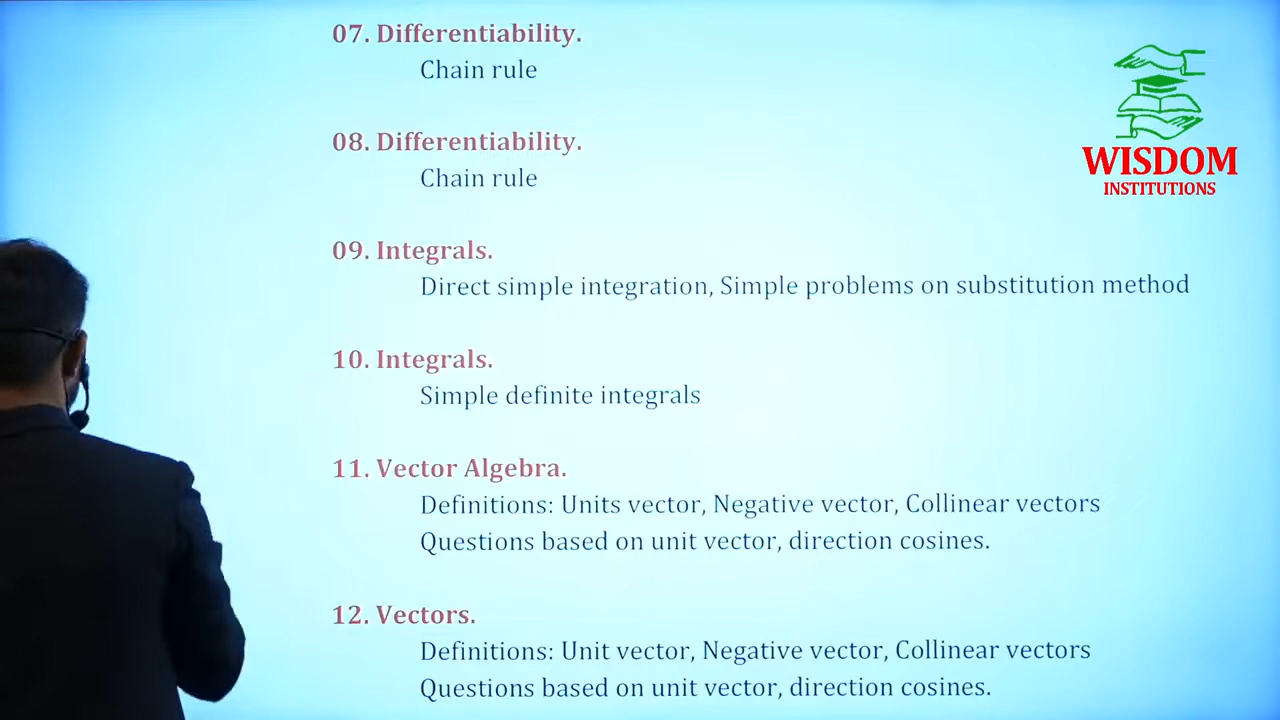 07. Differentiability.
Chain rule
08. Differentiability.
Chain rule
09. Integrals.
Direct simple integration, Simple problems on substitution method
10. Integrals.
Simple definite integrals
11. Vector Algebra.
Definitions: Units vector, Negative vector, Collinear vectors
Questions based on unit vector, direction cosines.
12. Vectors.
Definitions: Unit vector, Negative vector, Collinear vectors
Questions based on unit vector, direction cosines.
WISDOM
INSTITUTIONS